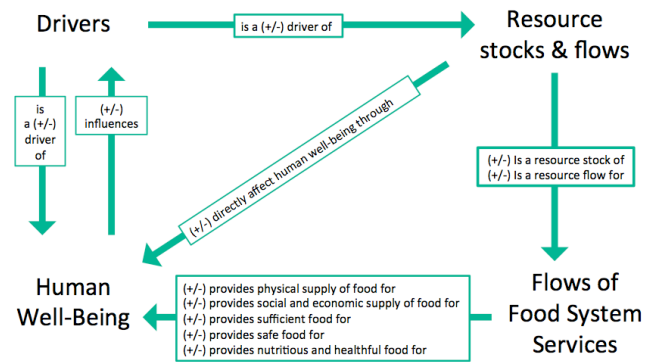 Drivers
is a (+/-) driver of
Resource
stocks & flows
is
a (+/-)
driver
of
(+/-)
influences
(+/-) directly affect human well-being through
(+/-) Is a resource stock of
(+/-) Is a resource flow for
Human
Well-Being
(+/-) provides physical supply of food for
(+/-) provides social and economic supply of food for
(+/-) provides sufficient food for
(+/-) provides safe food for
(+/-) provides nutritious and healthful food for
Flows of
Food System
Services